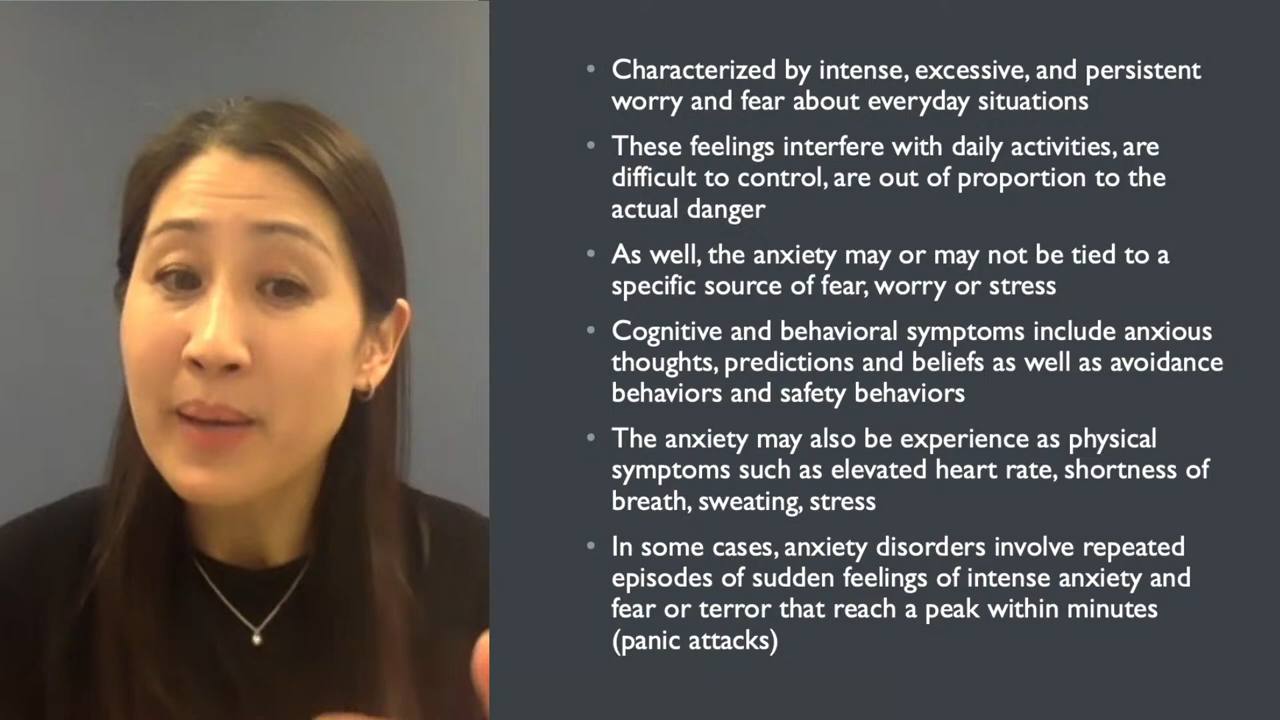 • Characterized by intense, excessive, and persistent
worry and fear about everyday situations
• These feelings interfere with daily activities, are
difficult to control, are out of proportion to the
actual danger
• As well, the anxiety may or may not be tied to a
specific source of fear, worry or stress
• Cognitive and behavioral symptoms include anxious
thoughts, predictions and beliefs as well as avoidance
behaviors and safety behaviors
• The anxiety may also be experience as physical
symptoms such as elevated heart rate, shortness of
breath, sweating, stress
• In some cases, anxiety disorders involve repeated
episodes of sudden feelings of intense anxiety and
fear or terror that reach a peak within minutes
(panic attacks)